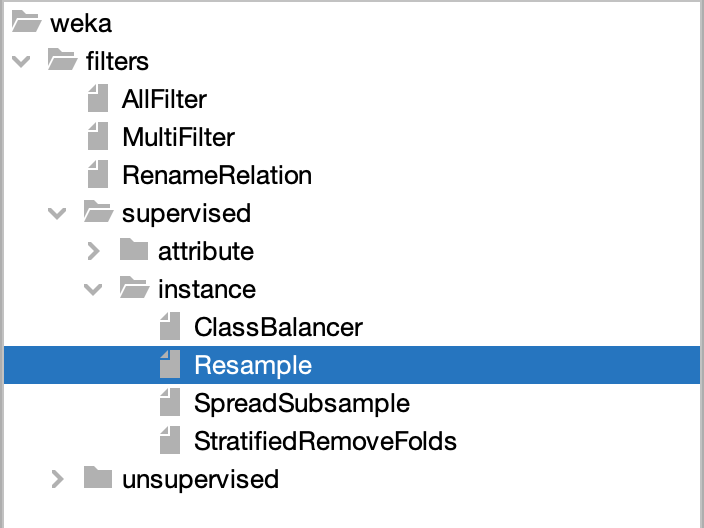 weka
filters
AllFilter
MultiFilter
RenameRelation
supervised
attribute
instance
ClassBalancer
Resample
SpreadSubsample
StratifiedRemoveFolds
unsupervised